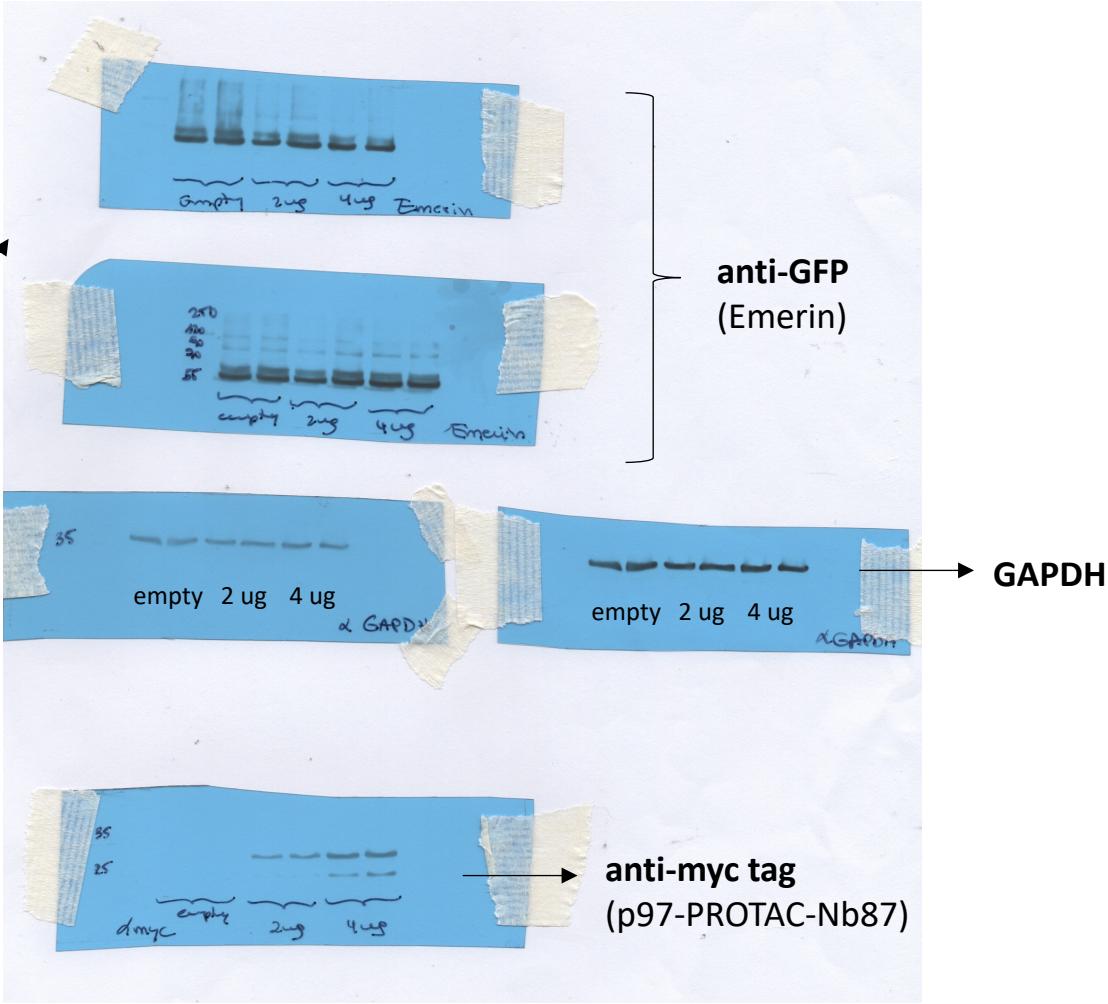 empty 2ug 4ug Emerin
anti-GFP
(Emerin)
250
130
90
70
55
empty 2ug 4ug Emerin
35
empty 2 ug 4 ug
α GAPDH
empty 2 ug 4 ug
αGAPDH
GAPDH
35
25
αmyc empty 2ug 4ug
anti-myc tag
(p97-PROTAC-Nb87)